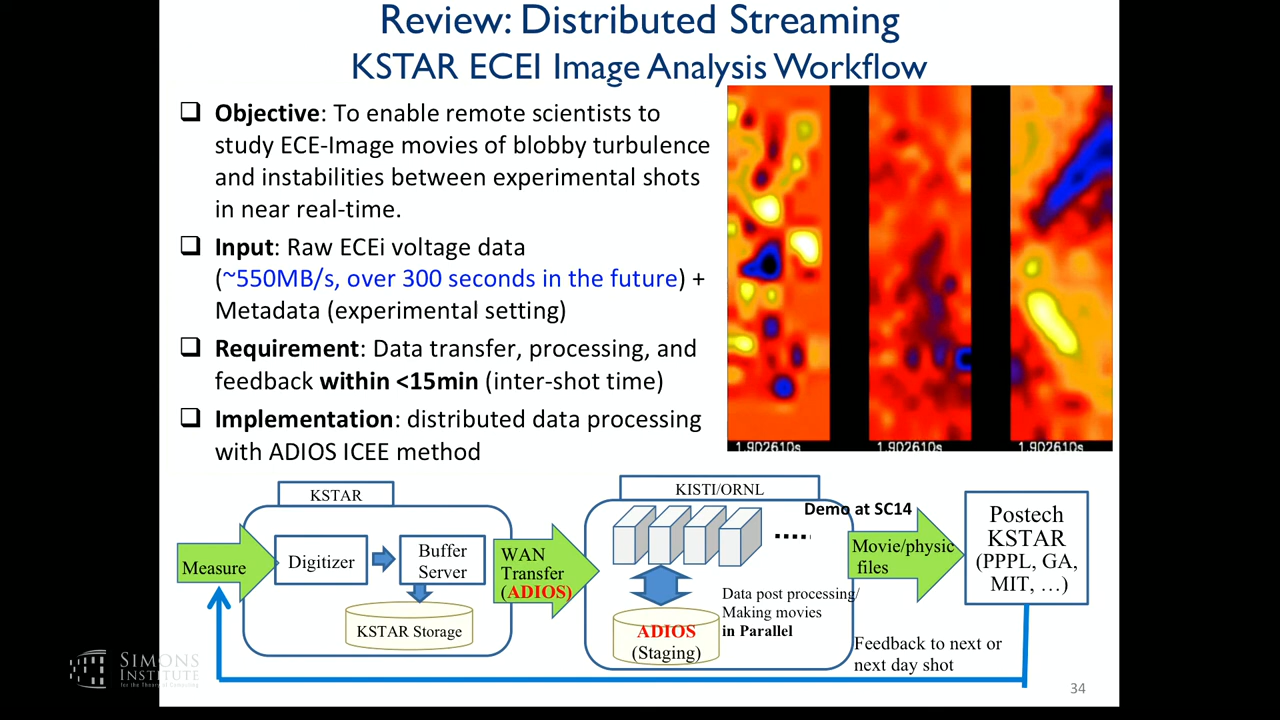 Review: Distributed Streaming
KSTAR ECEI Image Analysis Workflow
Objective: To enable remote scientists to
study ECE-Image movies of blobby turbulence
and instabilities between experimental shots
in near real-time.
Input: Raw ECEi voltage data
(~550MB/s, over 300 seconds in the future) +
Metadata (experimental setting)
Requirement: Data transfer, processing, and
feedback within <15min (inter-shot time)
Implementation: distributed data processing
with ADIOS ICEE method
1.902610s
1.902610s
1.902610s
KSTAR
Measure
Digitizer
Buffer
Server
KSTAR Storage
WAN
Transfer
(ADIOS)
KISTI/ORNL
Demo at SC14
ADIOS
(Staging)
Data post processing/
Making movies
in Parallel
Movie/physic
files
Postech
KSTAR
(PPPL, GA,
MIT, …)
Feedback to next or
next day shot
SIMONS
INSTITUTE
for the Theory of Computing
34